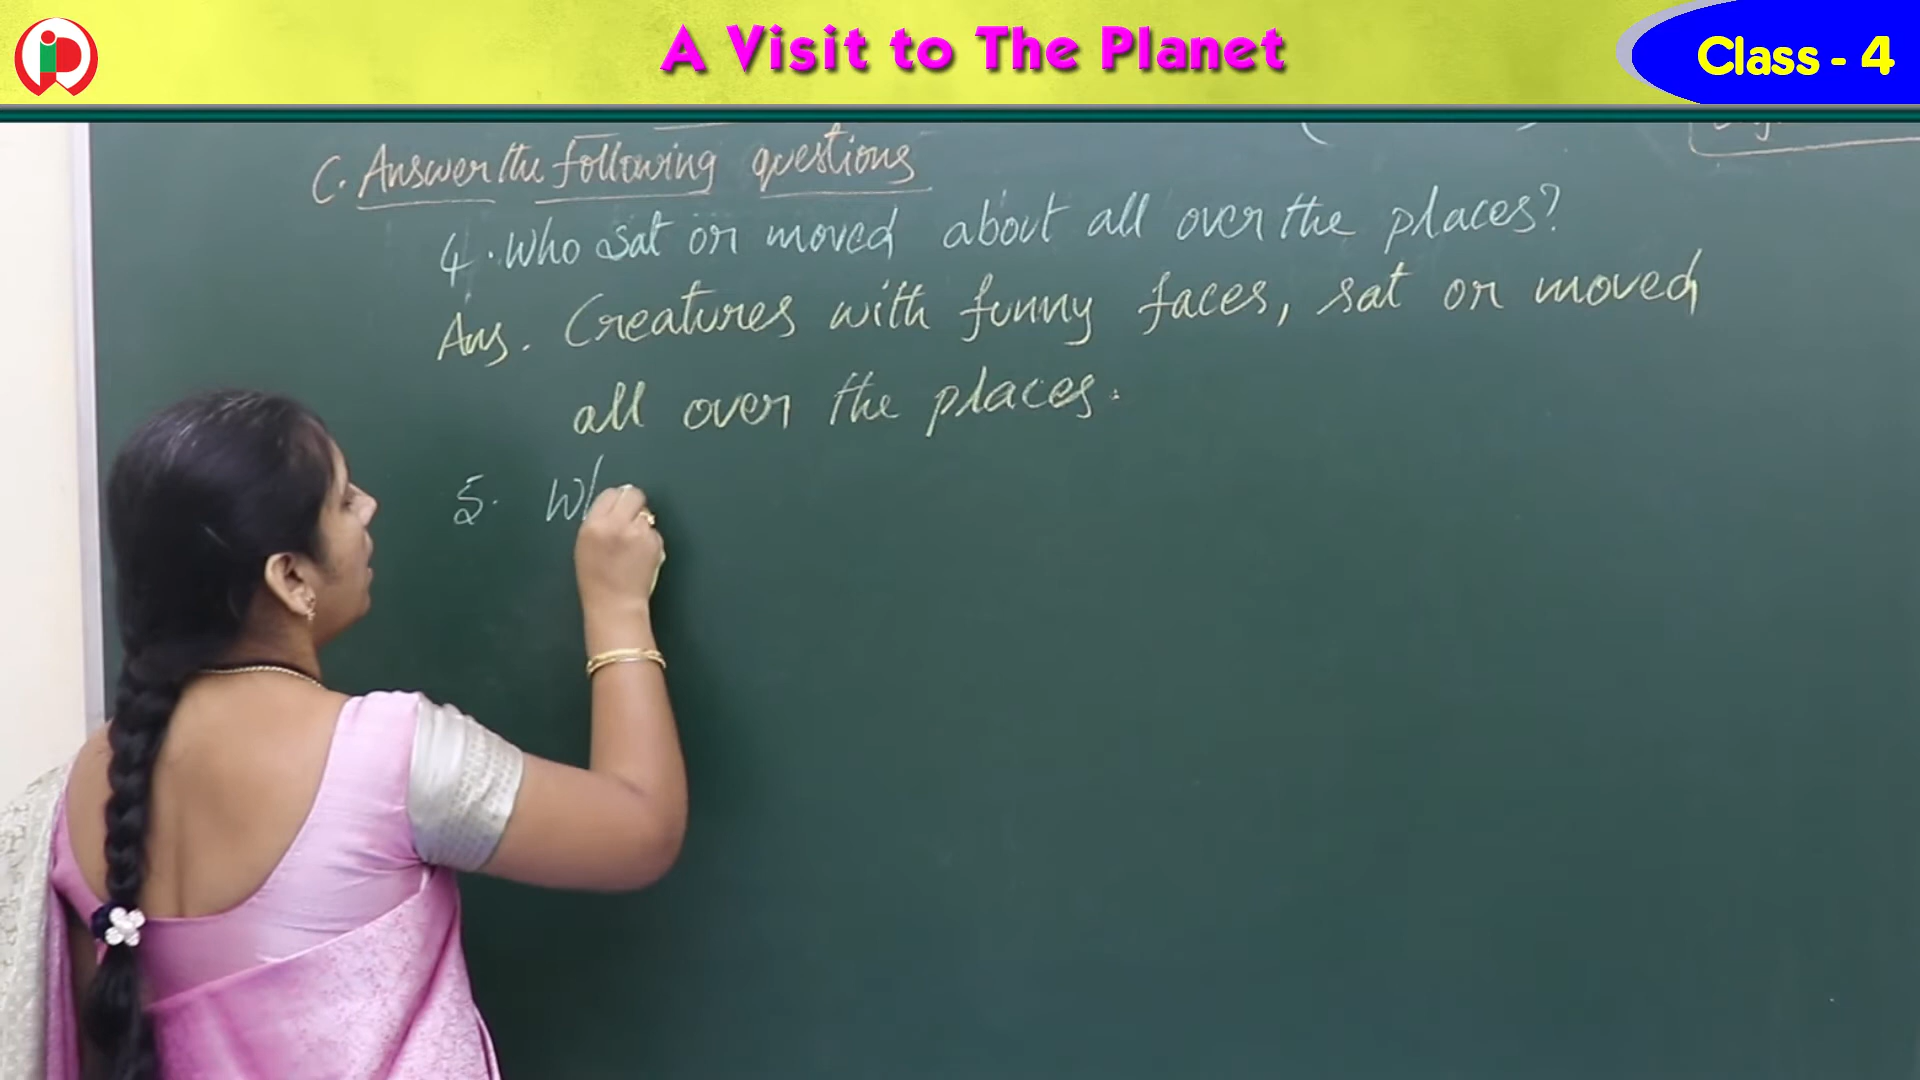 A Visit to The Planet
Class - 4
C. Answer the following questions
4. Who sat or moved about all over the places?
Ans. Creatures with funny faces, sat or moved
all over the places.
5. Wh